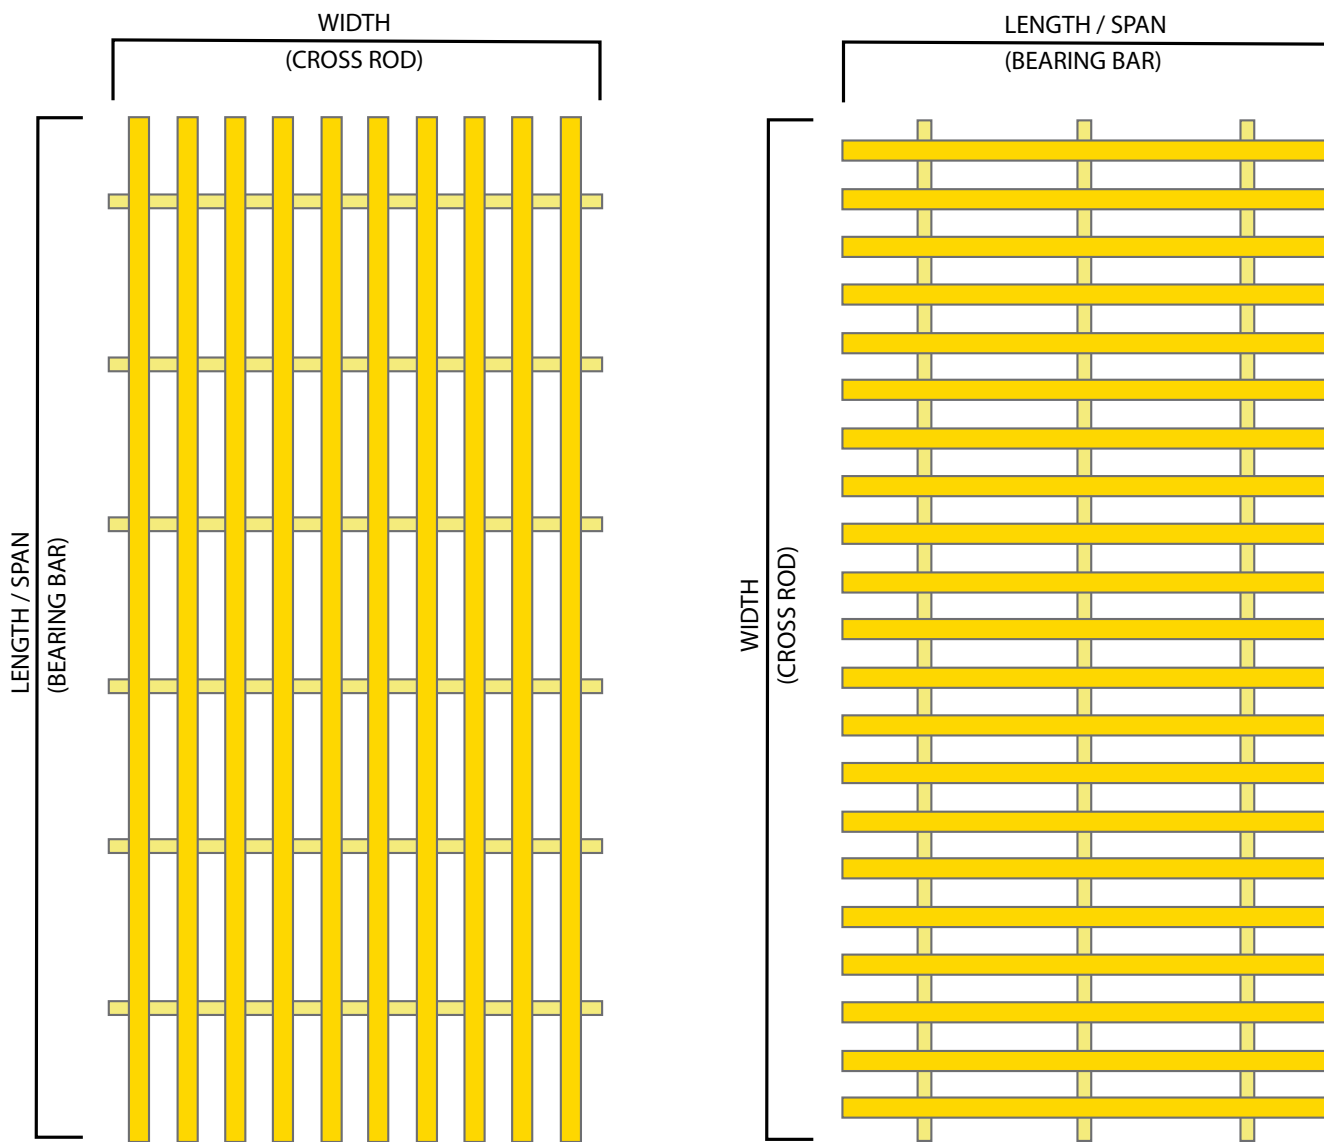 WIDTH
(CROSS ROD)
LENGTH / SPAN
(BEARING BAR)
LENGTH / SPAN
(BEARING BAR)
WIDTH
(CROSS ROD)